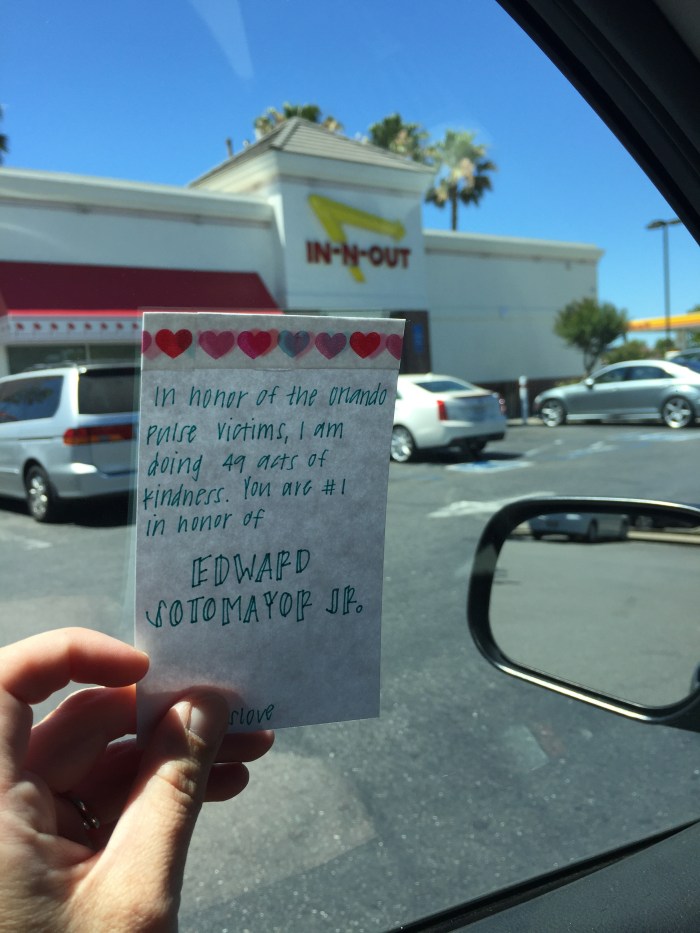 IN-N-OUT
In honor of the Orlando
Pulse victims, I am
doing 49 acts of
kindness. You are #1
in honor of
EDWARD
SOTOMAYOR JR.